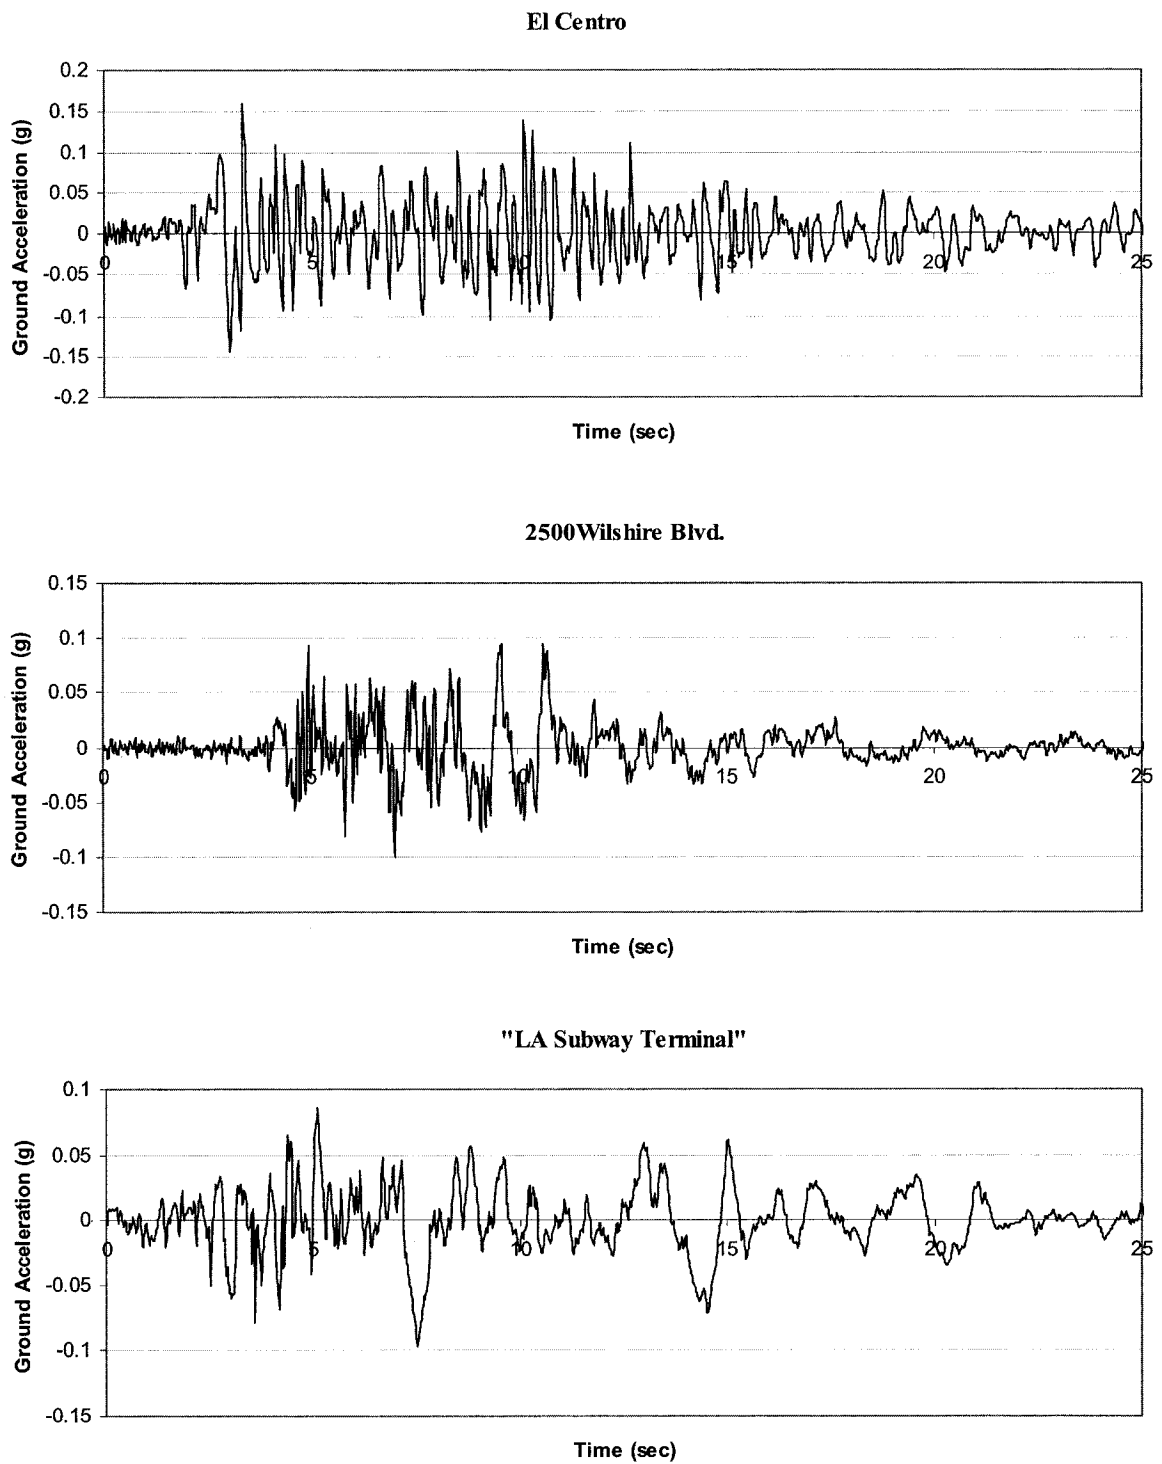 El Centro
0.2
0.15
0.1
0.05
0
-0.05
-0.1
-0.15
-0.2
Ground Acceleration (g)
0 5 10 15 20 25
Time (sec)
2500Wilshire Blvd.
0.15
0.1
0.05
0
-0.05
-0.1
-0.15
Ground Acceleration (g)
0 5 10 15 20 25
Time (sec)
"LA Subway Terminal"
0.1
0.05
0
-0.05
-0.1
-0.15
Ground Acceleration (g)
0 5 10 15 20 25
Time (sec)